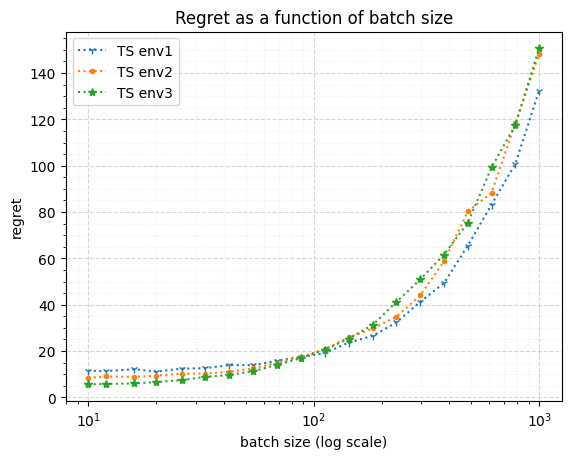 Regret as a function of batch size
TS env1
TS env2
TS env3
regret
140
120
100
80
60
40
20
0
10¹
10²
10³
batch size (log scale)